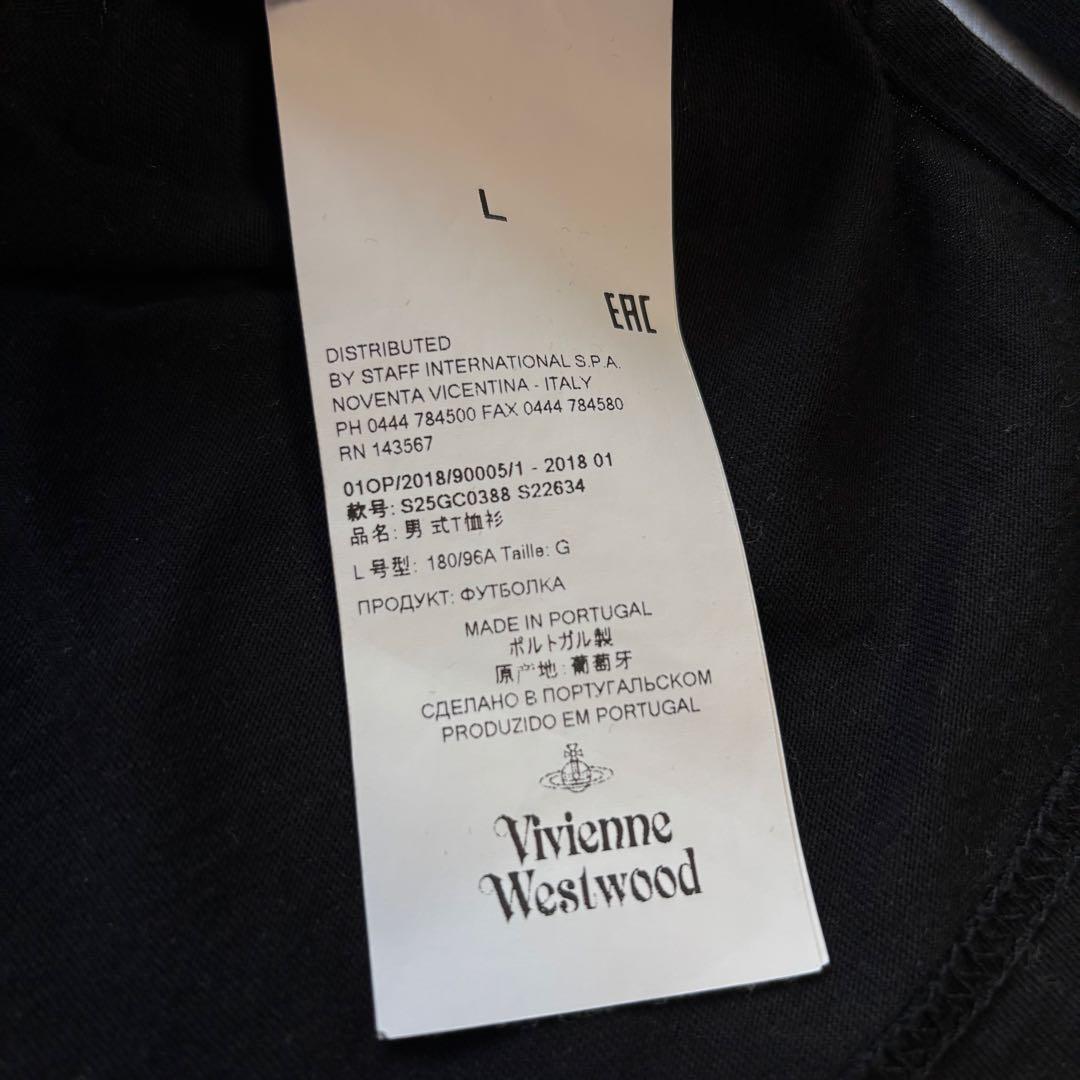 L
EAC
DISTRIBUTED
BY STAFF INTERNATIONAL S.P.A.
NOVENTA VICENTINA - ITALY
PH 0444 784500 FAX 0444 784580
RN 143567
01OP/2018/90005/1 - 2018 01
款号: S25GC0388 S22634
品名: 男 式T恤衫
L 号型: 180/96A Taille: G
ПРОДУКТ: ФУТБОЛКА
MADE IN PORTUGAL
ポルトガル製
原产地: 葡萄牙
СДЕЛАНО В ПОРТУГАЛЬСКОМ
PRODUZIDO EM PORTUGAL
Vivienne
Westwood